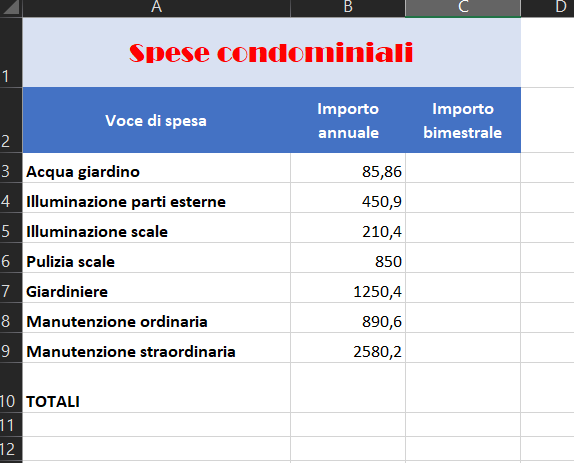 A B C D
1 Spese condominiali
2 Voce di spesa Importo annuale Importo bimestrale
3 Acqua giardino 85,86
4 Illuminazione parti esterne 450,9
5 Illuminazione scale 210,4
6 Pulizia scale 850
7 Giardiniere 1250,4
8 Manutenzione ordinaria 890,6
9 Manutenzione straordinaria 2580,2
10 TOTALI
11
12